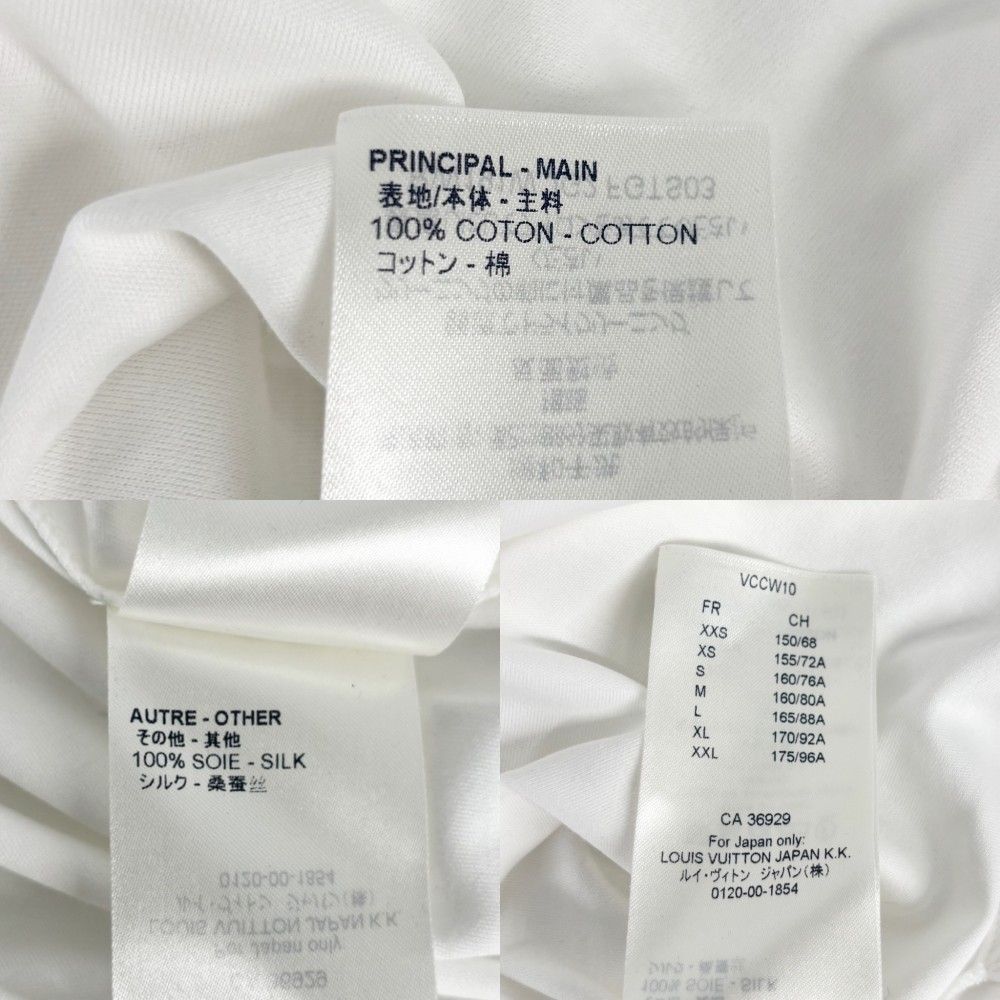 PRINCIPAL - MAIN
表地/本体 - 主料
100% COTON - COTTON
コットン - 棉
AUTRE - OTHER
その他 - 其他
100% SOIE - SILK
シルク - 桑蚕丝
VCCW10
FR CH
XXS 150/68
XS 155/72A
S 160/76A
M 160/80A
L 165/88A
XL 170/92A
XXL 175/96A
CA 36929
For Japan only:
LOUIS VUITTON JAPAN K.K.
ルイ・ヴィトン ジャパン(株)
0120-00-1854